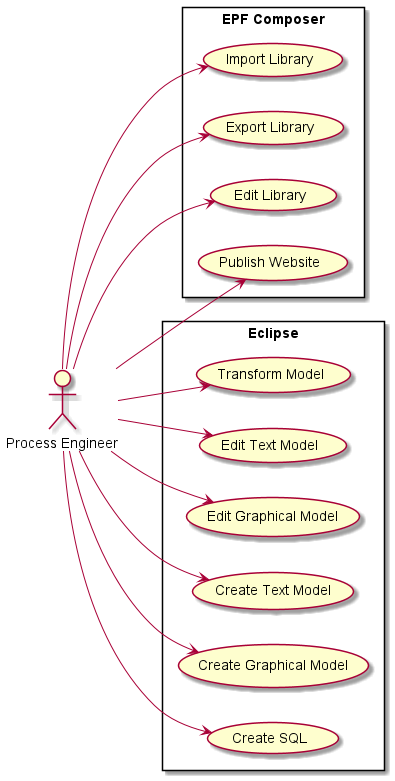 EPF Composer
Import Library
Export Library
Edit Library
Publish Website
Eclipse
Transform Model
Process Engineer
Edit Text Model
Edit Graphical Model
Create Text Model
Create Graphical Model
Create SQL